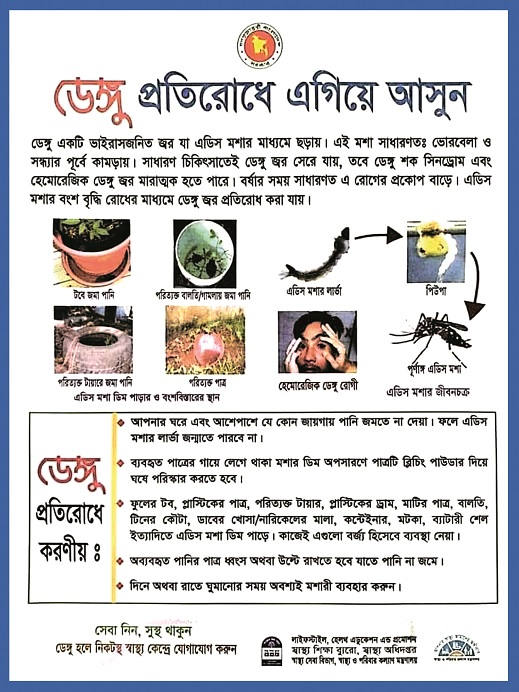 ডেঙ্গু প্রতিরোধে এগিয়ে আসুন
ডেঙ্গু একটি ভাইরাসজনিত জ্বর যা এডিস মশার মাধ্যমে ছড়ায়। এই মশা সাধারণতঃ ভোরবেলা ও
সন্ধ্যার পূর্বে কামড়ায়। সাধারণ চিকিৎসাতেই ডেঙ্গু জ্বর সেরে যায়, তবে ডেঙ্গু শক সিনড্রোম এবং
হেমোরেজিক ডেঙ্গু জ্বর মারাত্মক হতে পারে। বর্ষার সময় সাধারণত এ রোগের প্রকোপ বাড়ে। এডিস
মশার বংশ বৃদ্ধি রোধের মাধ্যমে ডেঙ্গু জ্বর প্রতিরোধ করা যায়।
টবে জমা পানি
পরিত্যক্ত বালতি/গামলায় জমা পানি
এডিস মশার লার্ভা
পিউপা
পরিত্যক্ত টায়ারে জমা পানি
পরিত্যক্ত পাত্র
এডিস মশা ডিম পাড়ার ও বংশবিস্তারের স্থান
হেমোরেজিক ডেঙ্গু রোগী
পূর্ণাঙ্গ এডিস মশা
এডিস মশার জীবনচক্র
ডেঙ্গু
প্রতিরোধে
করণীয় ঃ
আপনার ঘরে এবং আশেপাশে যে কোন জায়গায় পানি জমতে না দেয়া। ফলে এডিস
মশার লার্ভা জন্মাতে পারবে না।
ব্যবহৃত পাত্রের গায়ে লেগে থাকা মশার ডিম অপসারণে পাত্রটি ব্লিচিং পাউডার দিয়ে
ঘষে পরিস্কার করতে হবে।
ফুলের টব, প্লাস্টিকের পাত্র, পরিত্যক্ত টায়ার, প্লাস্টিকের ড্রাম, মাটির পাত্র, বালতি,
টিনের কৌটা, ডাবের খোসা/নারিকেলের মালা, কন্টেইনার, মটকা, ব্যাটারী শেল
ইত্যাদিতে এডিস মশা ডিম পাড়ে। কাজেই এগুলো বর্জ্য হিসেবে ব্যবস্থা নেয়া।
অব্যবহৃত পানির পাত্র ধ্বংস অথবা উল্টে রাখতে হবে যাতে পানি না জমে।
দিনে অথবা রাতে ঘুমানোর সময় অবশ্যই মশারী ব্যবহার করুন।
সেবা নিন, সুস্থ থাকুন
ডেঙ্গু হলে নিকটস্থ স্বাস্থ্য কেন্দ্রে যোগাযোগ করুন
লাইফস্টাইল, হেলথ এডুকেশন এন্ড প্রমোশন
স্বাস্থ্য শিক্ষা ব্যুরো, স্বাস্থ্য অধিদপ্তর
স্বাস্থ্য সেবা বিভাগ, স্বাস্থ্য ও পরিবার কল্যাণ মন্ত্রণালয়